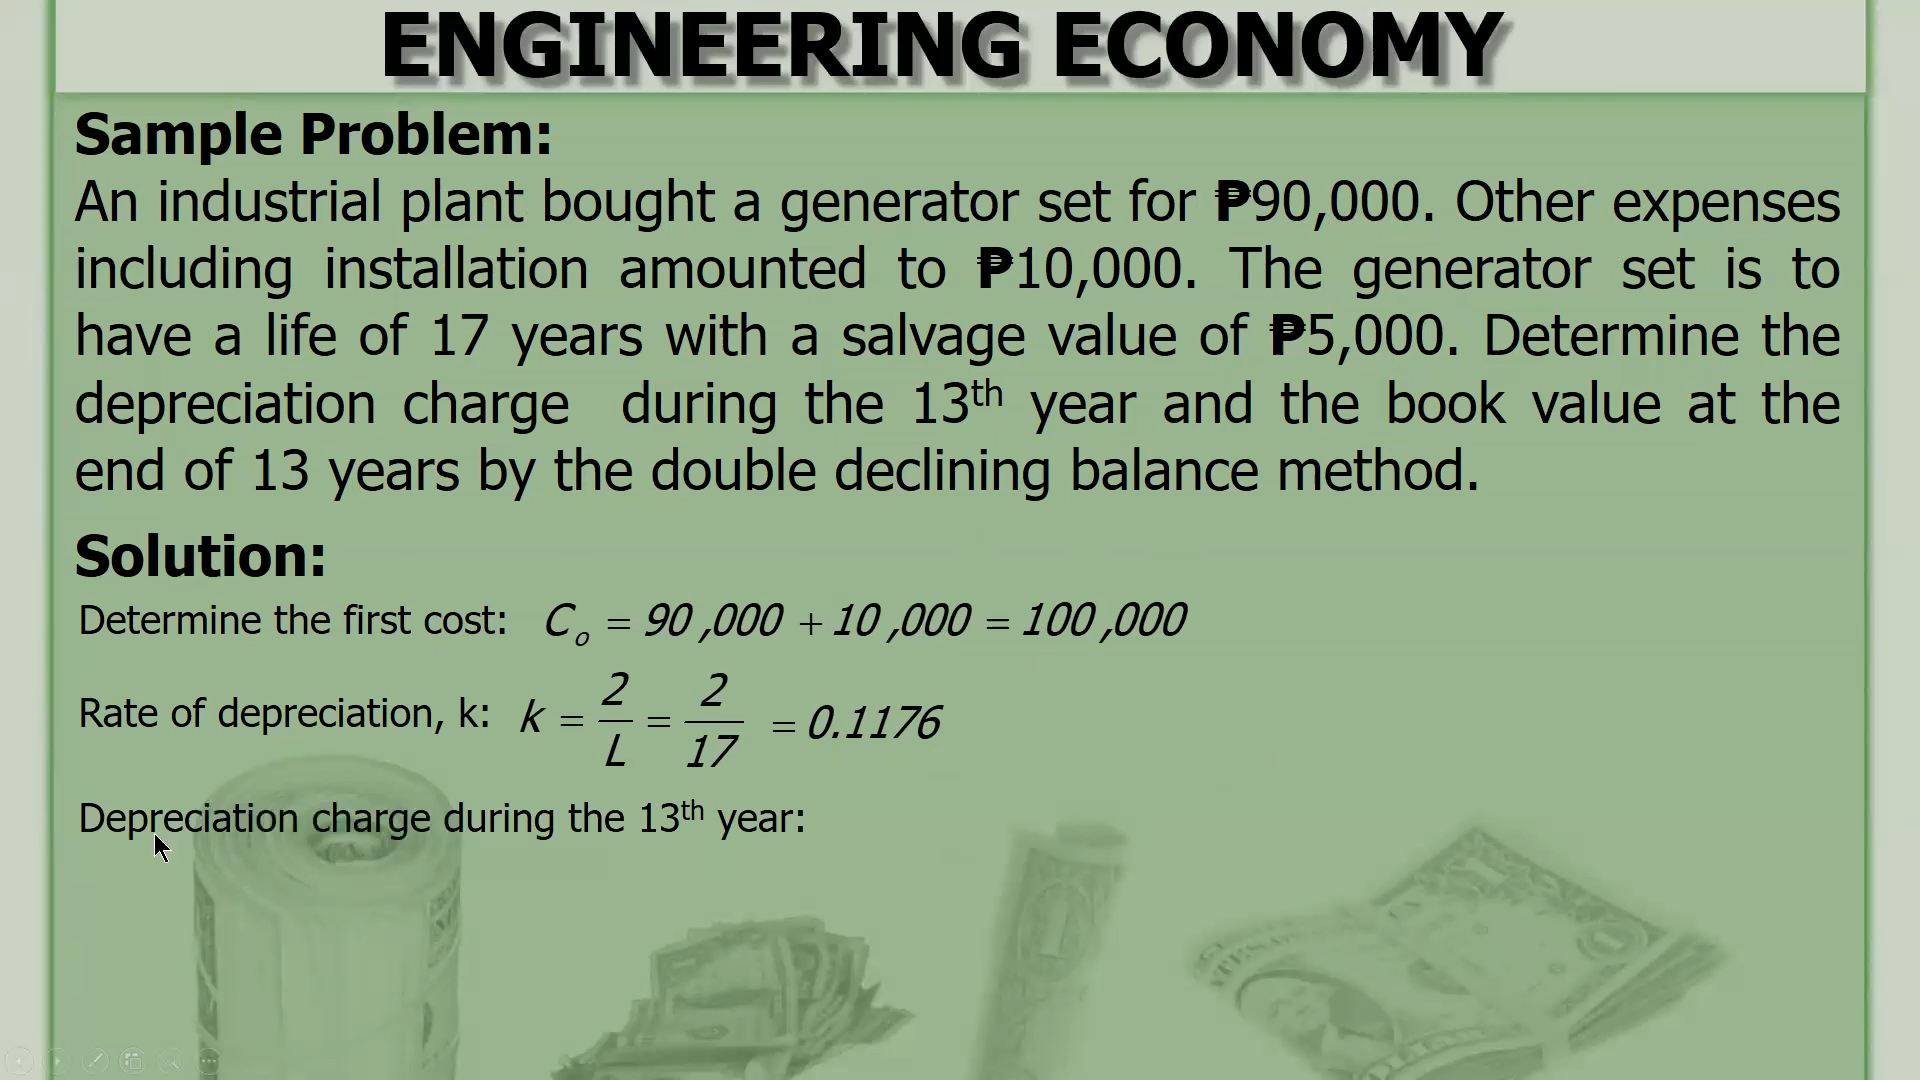 ENGINEERING ECONOMY
Sample Problem:
An industrial plant bought a generator set for ₱90,000. Other expenses
including installation amounted to ₱10,000. The generator set is to
have a life of 17 years with a salvage value of ₱5,000. Determine the
depreciation charge during the 13th year and the book value at the
end of 13 years by the double declining balance method.
Solution:
Determine the first cost: C₀ = 90,000 + 10,000 = 100,000
Rate of depreciation, k: k = 2/L = 2/17 = 0.1176
Depreciation charge during the 13th year: